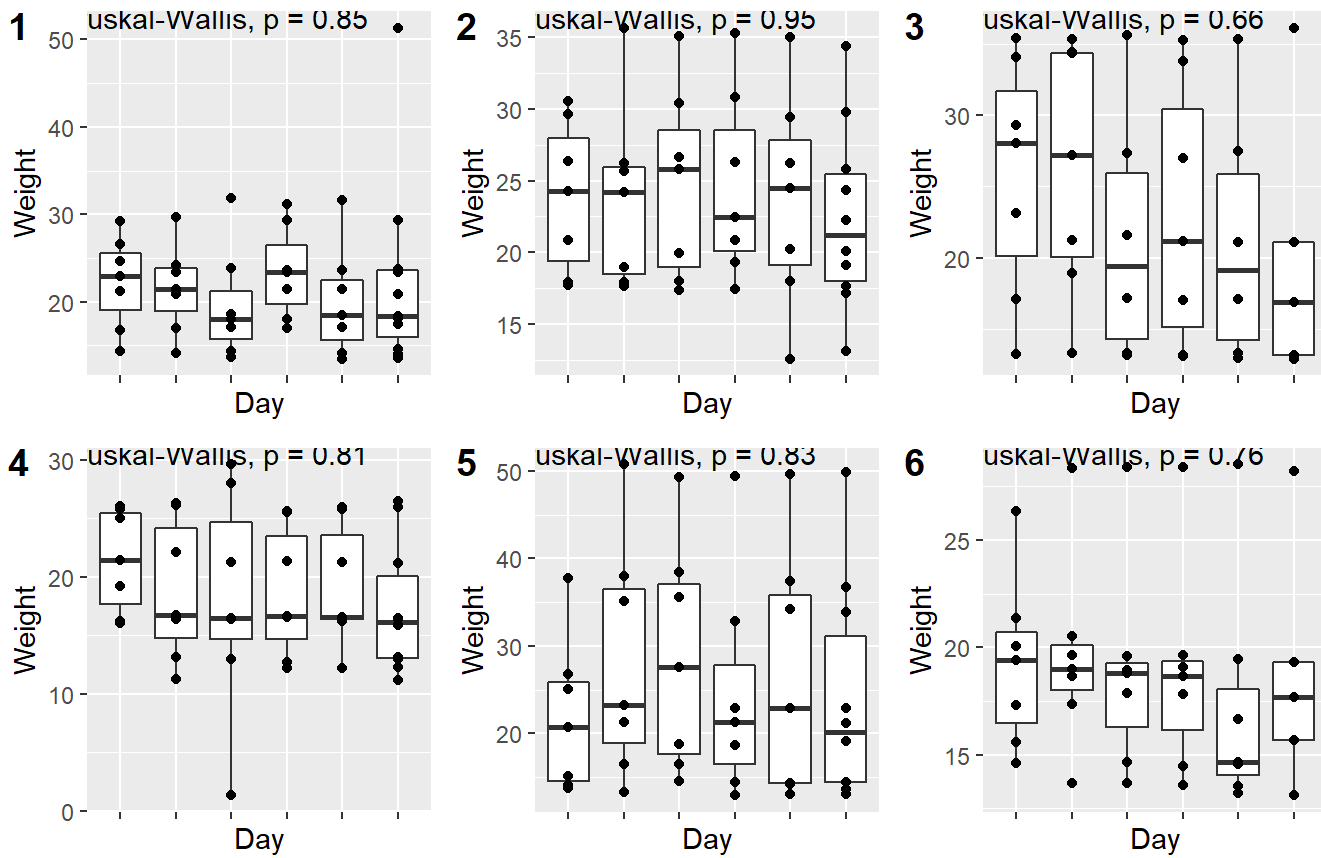 1
uskal-Wallis, p = 0.85
50
40
30
20
Weight
Day
2
uskal-Wallis, p = 0.95
35
30
25
20
15
Weight
Day
3
uskal-Wallis, p = 0.66
30
20
Weight
Day
4
uskal-Wallis, p = 0.81
30
20
10
0
Weight
Day
5
uskal-Wallis, p = 0.83
50
40
30
20
Weight
Day
6
uskal-Wallis, p = 0.76
25
20
15
Weight
Day